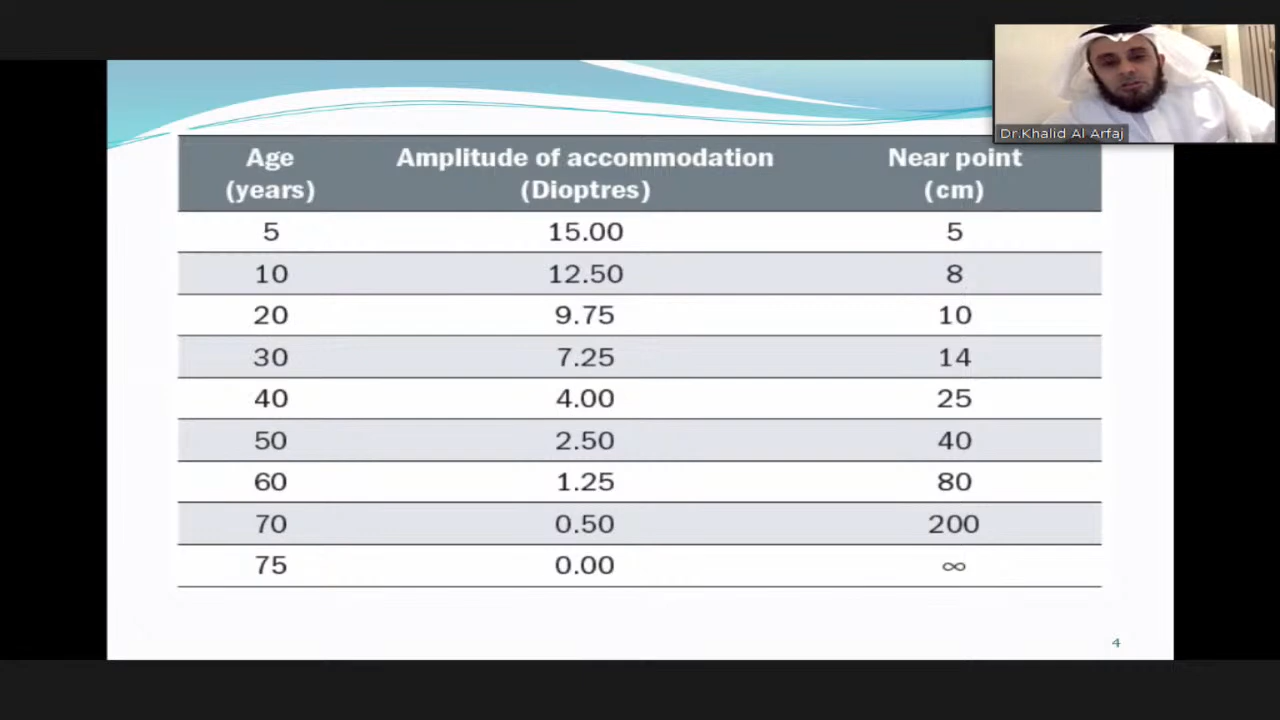 Dr.Khalid Al Arfaj
Age Amplitude of accommodation Near point
(years) (Dioptres) (cm)
5 15.00 5
10 12.50 8
20 9.75 10
30 7.25 14
40 4.00 25
50 2.50 40
60 1.25 80
70 0.50 200
75 0.00 ∞
4